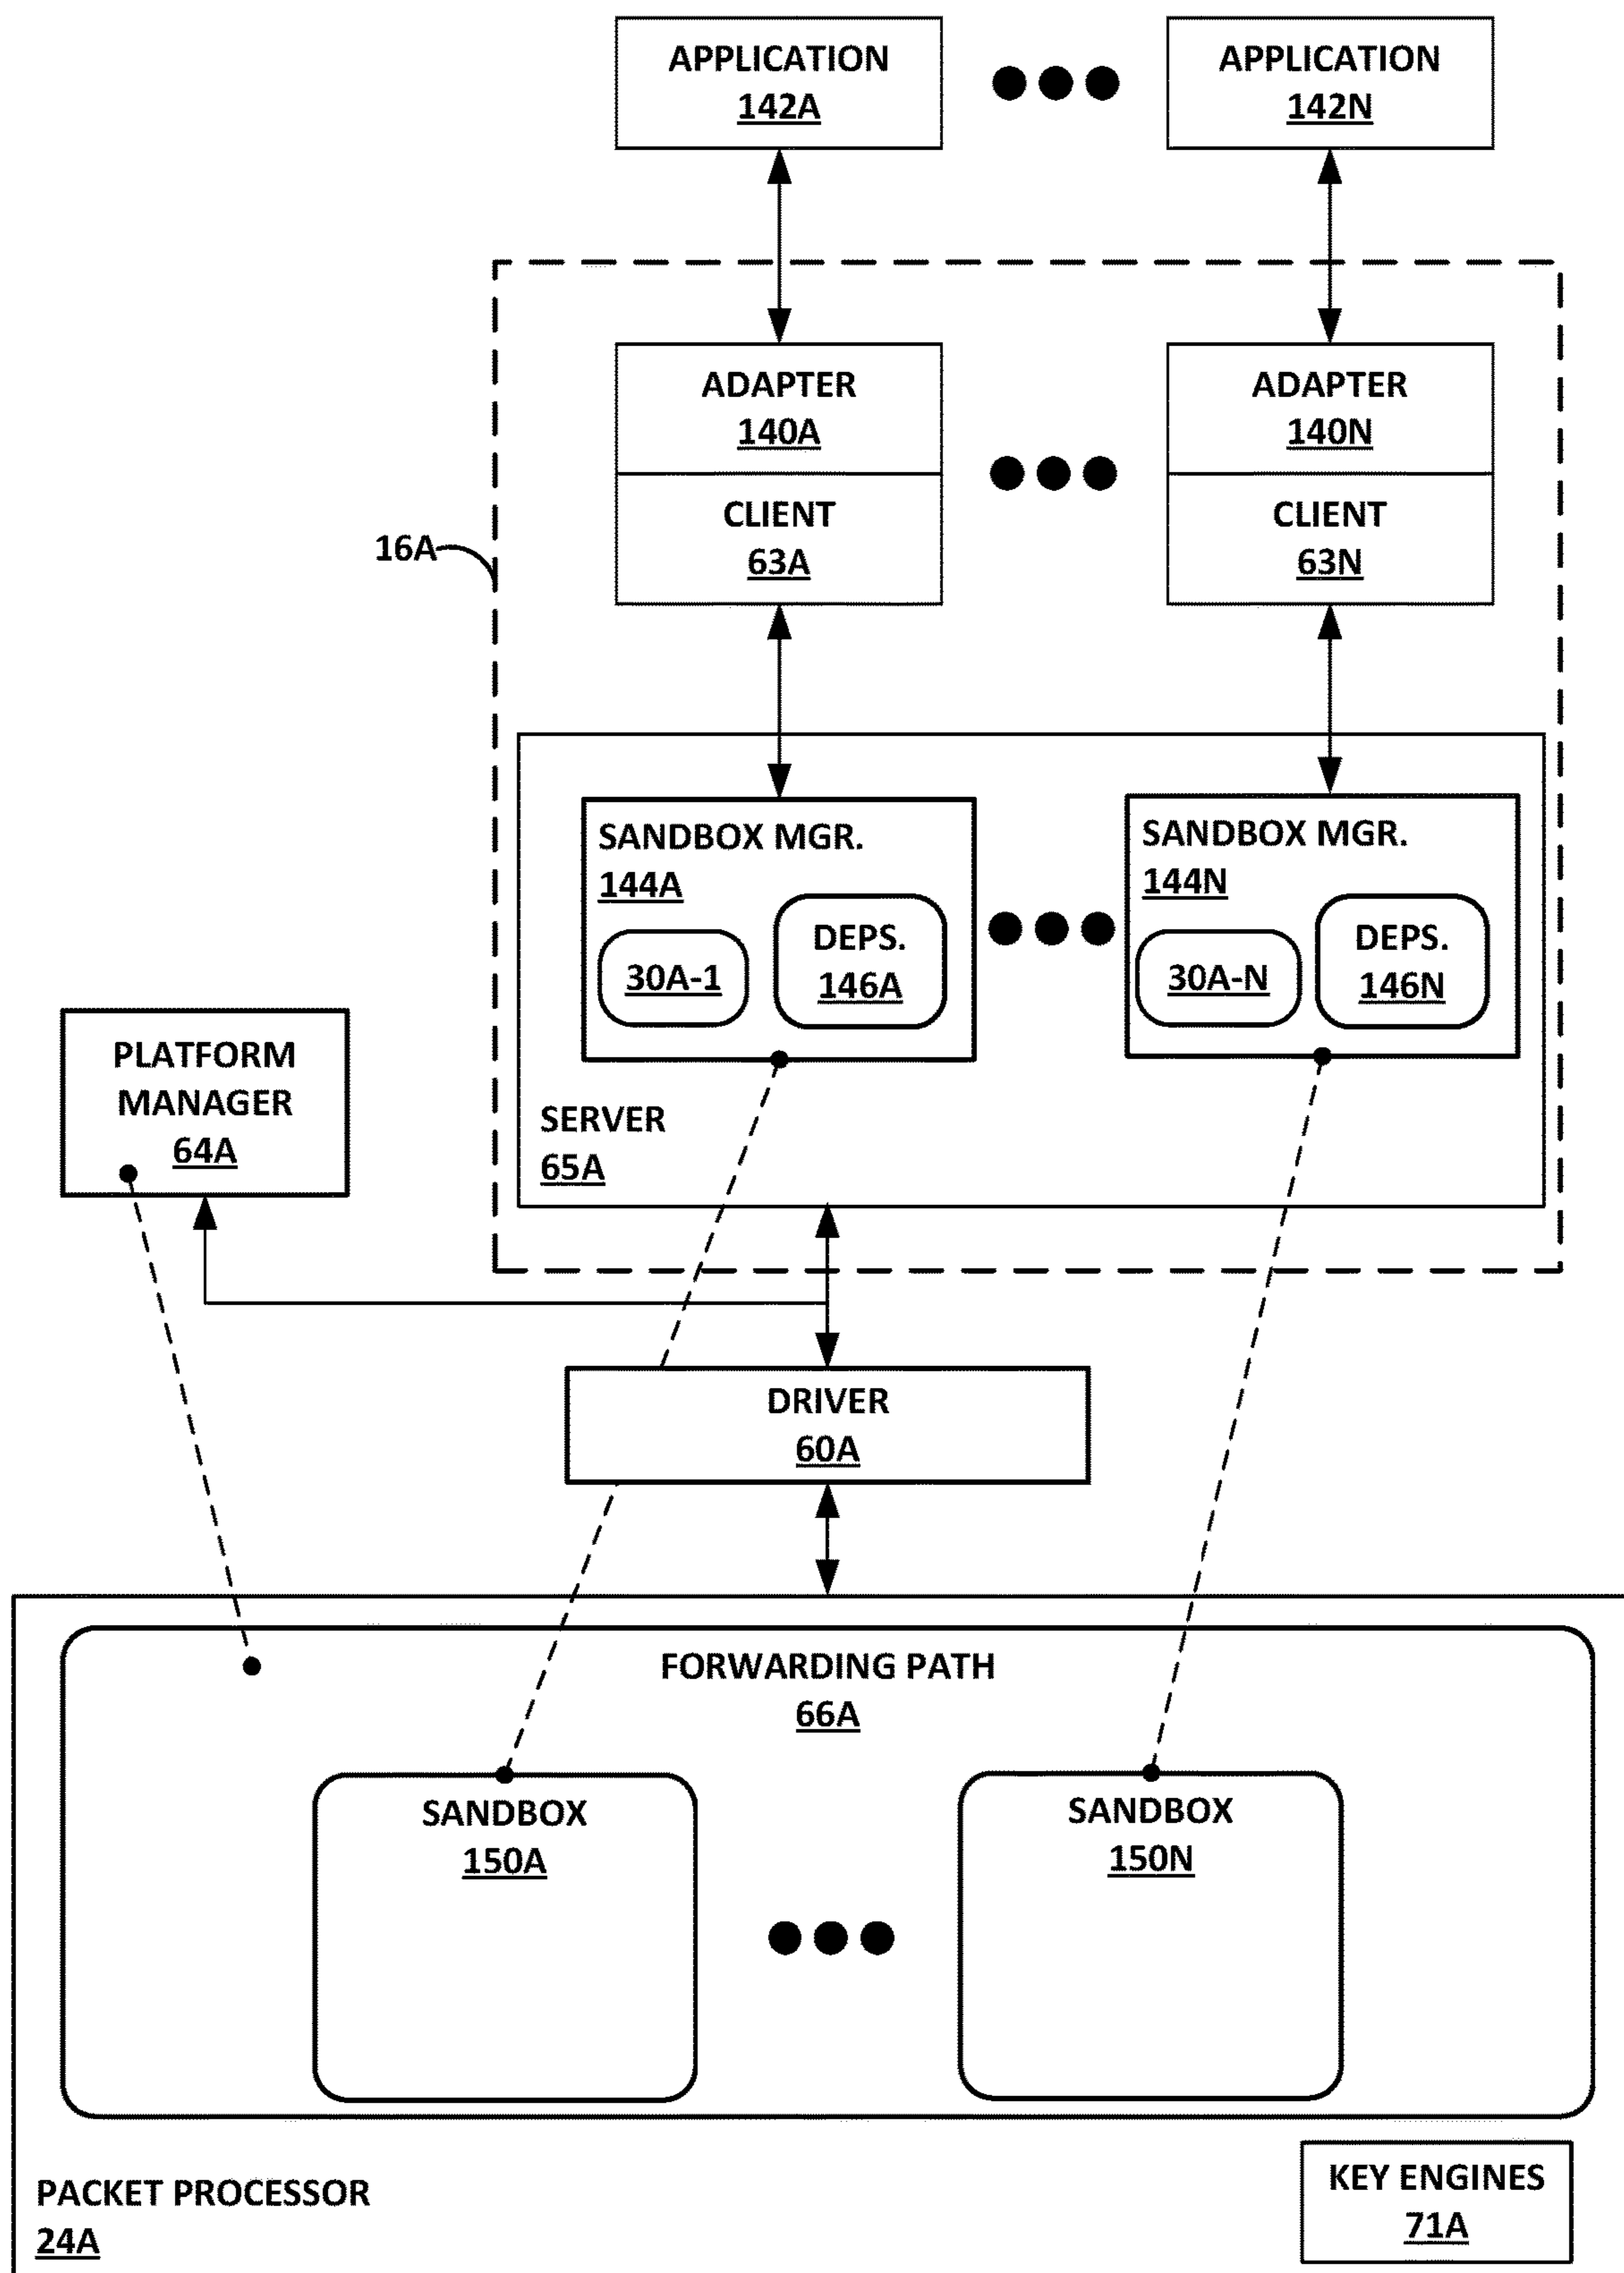 APPLICATION
142A
APPLICATION
142N
ADAPTER
140A
ADAPTER
140N
CLIENT
63A
CLIENT
63N
16A
SANDBOX MGR.
144A
30A-1
DEPS.
146A
SANDBOX MGR.
144N
30A-N
DEPS.
146N
SERVER
65A
PLATFORM
MANAGER
64A
DRIVER
60A
FORWARDING PATH
66A
SANDBOX
150A
SANDBOX
150N
PACKET PROCESSOR
24A
KEY ENGINES
71A